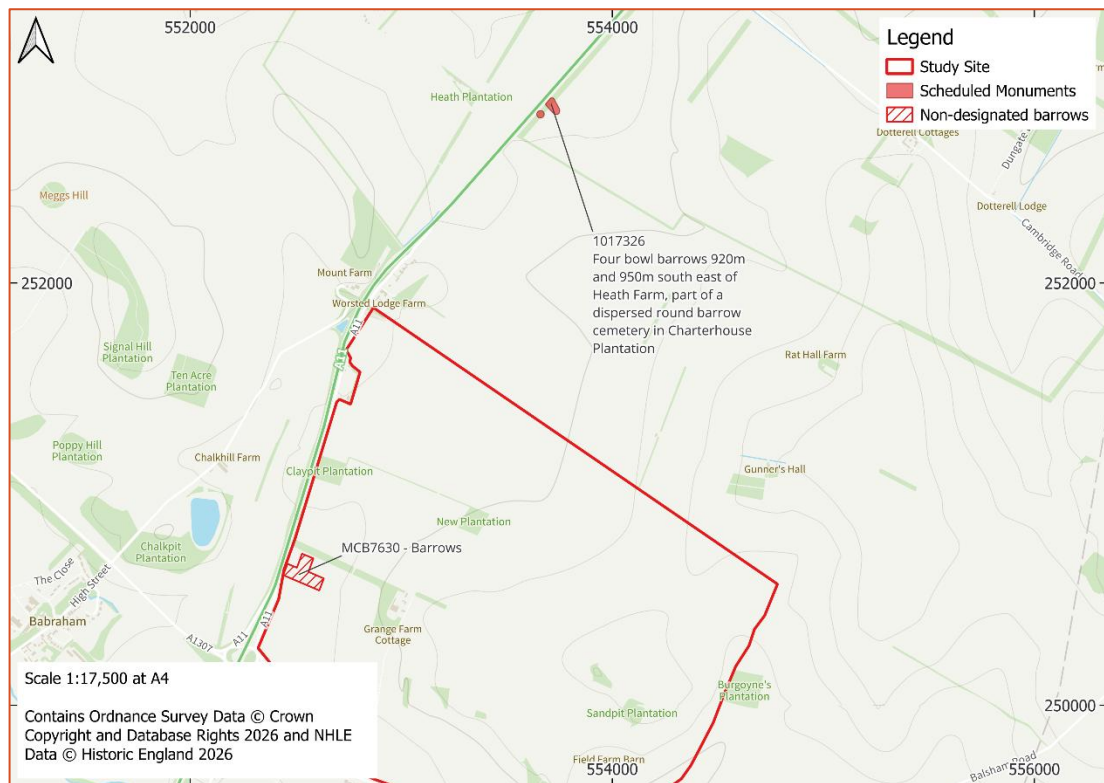 552000
554000
Legend
Study Site
Scheduled Monuments
Non-designated barrows
Heath Plantation
Dotterell Cottages
Meggs Hill
Dotterell Lodge
Cambridge Road
1017326
Four bowl barrows 920m
and 950m south east of
Heath Farm, part of a
dispersed round barrow
cemetery in Charterhouse
Plantation
252000
252000
Mount Farm
Worsted Lodge Farm
A11
A11
Signal Hill
Plantation
Ten Acre
Plantation
Rat Hall Farm
Poppy Hill
Plantation
Chalkhill Farm
Claypit Plantation
Gunner's Hall
New Plantation
Chalkpit
Plantation
MCB7630 - Barrows
The Close
High Street
Babraham
A11
A1307
A11
Grange Farm
Cottage
Burgoyne's
Plantation
Sandpit Plantation
250000
Field Farm Barn
554000
Balsham Road
556000
Scale 1:17,500 at A4
Contains Ordnance Survey Data © Crown
Copyright and Database Rights 2026 and NHLE
Data © Historic England 2026